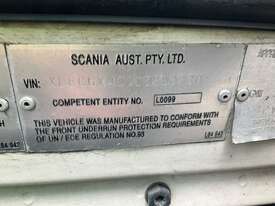 SCANIA AUST. PTY. LTD.
VIN:
COMPETENT ENTITY NO. L0099
THIS VEHICLE WAS MANUFACTURED TO CONFORM WITH
THE FRONT UNDERRUN PROTECTION REQUIREMENTS
OF UN / ECE REGULATION NO.93